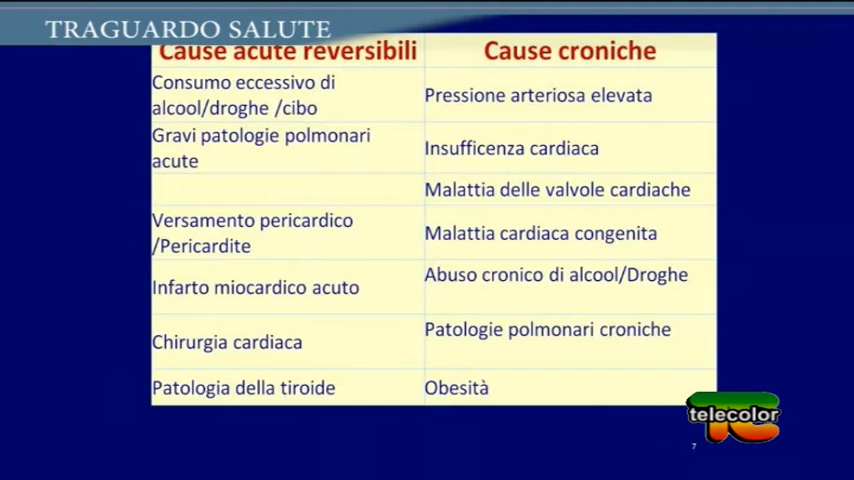 TRAGUARDO SALUTE
Cause acute reversibili
Cause croniche
Consumo eccessivo di
alcool/droghe /cibo
Pressione arteriosa elevata
Gravi patologie polmonari
acute
Insufficenza cardiaca
Malattia delle valvole cardiache
Versamento pericardico
/Pericardite
Malattia cardiaca congenita
Infarto miocardico acuto
Abuso cronico di alcool/Droghe
Chirurgia cardiaca
Patologie polmonari croniche
Patologia della tiroide
Obesità
telecolor
7